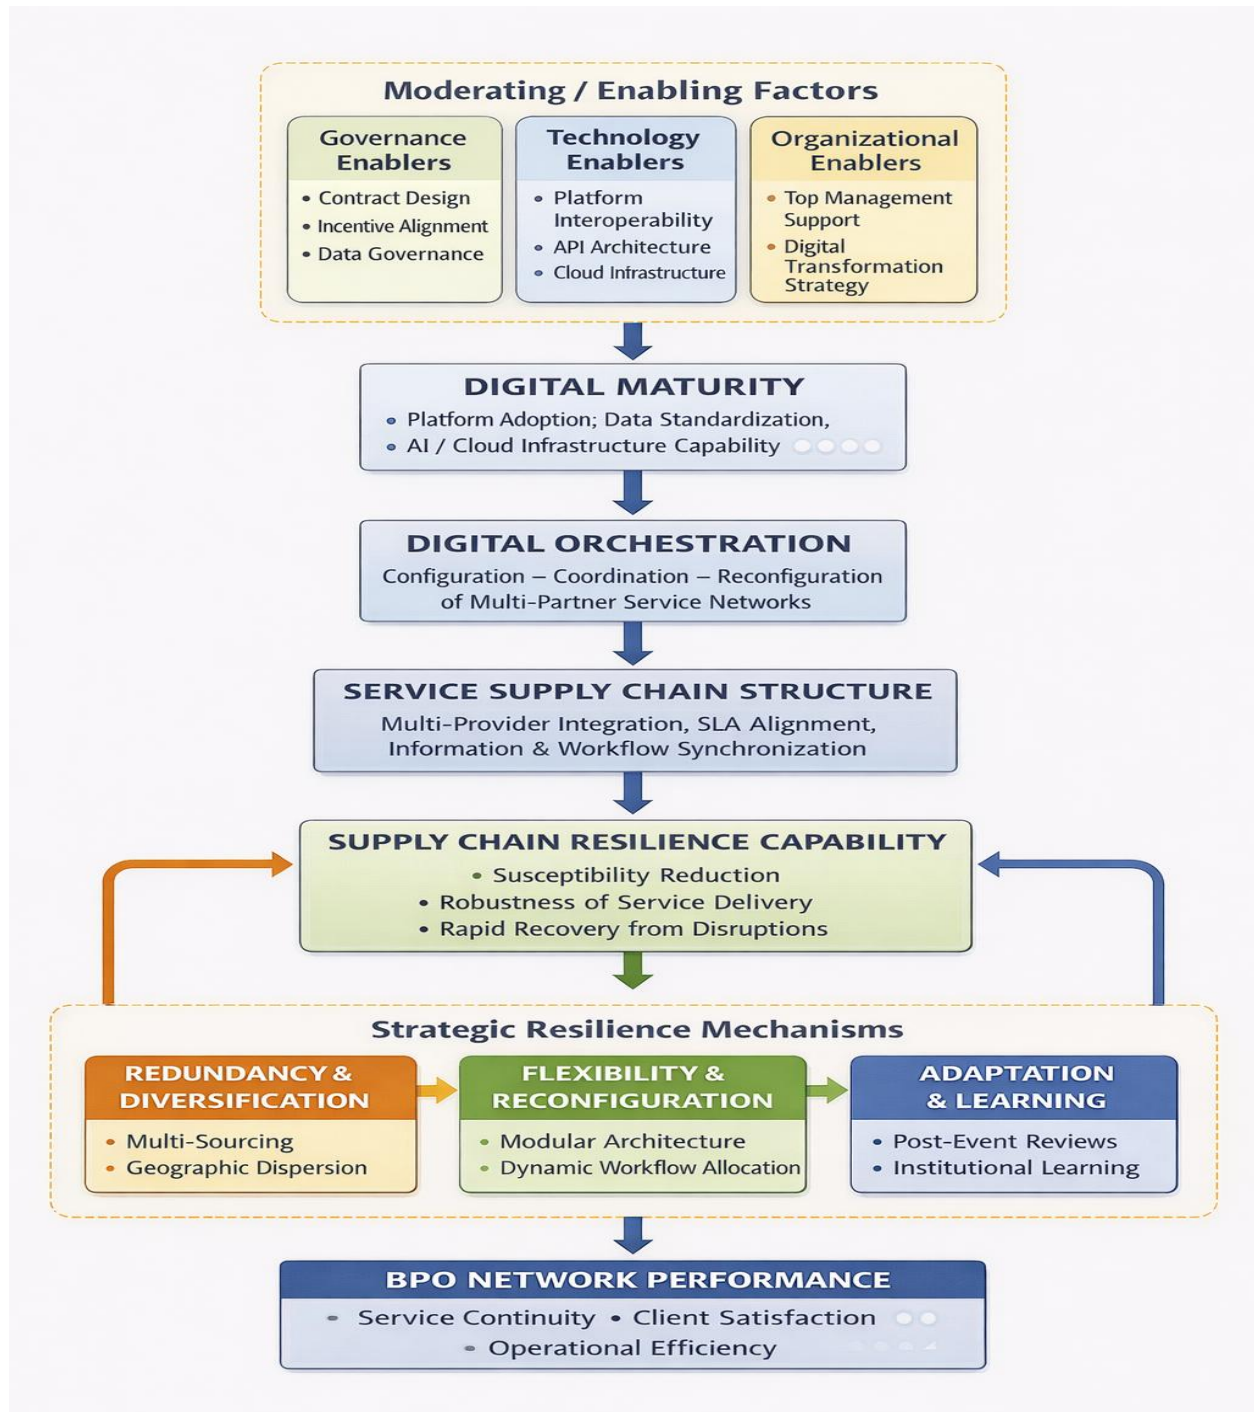 Moderating / Enabling Factors
Governance
Enablers
• Contract Design
• Incentive Alignment
• Data Governance
Technology
Enablers
• Platform
Interoperability
• API Architecture
• Cloud Infrastructure
Organizational
Enablers
• Top Management
Support
• Digital
Transformation
Strategy
DIGITAL MATURITY
• Platform Adoption; Data Standardization,
• AI / Cloud Infrastructure Capability
DIGITAL ORCHESTRATION
Configuration – Coordination – Reconfiguration
of Multi-Partner Service Networks
SERVICE SUPPLY CHAIN STRUCTURE
Multi-Provider Integration, SLA Alignment,
Information & Workflow Synchronization
SUPPLY CHAIN RESILIENCE CAPABILITY
• Susceptibility Reduction
• Robustness of Service Delivery
• Rapid Recovery from Disruptions
Strategic Resilience Mechanisms
REDUNDANCY &
DIVERSIFICATION
• Multi-Sourcing
• Geographic Dispersion
FLEXIBILITY &
RECONFIGURATION
• Modular Architecture
• Dynamic Workflow Allocation
ADAPTATION
& LEARNING
• Post-Event Reviews
• Institutional Learning
BPO NETWORK PERFORMANCE
• Service Continuity • Client Satisfaction
• Operational Efficiency